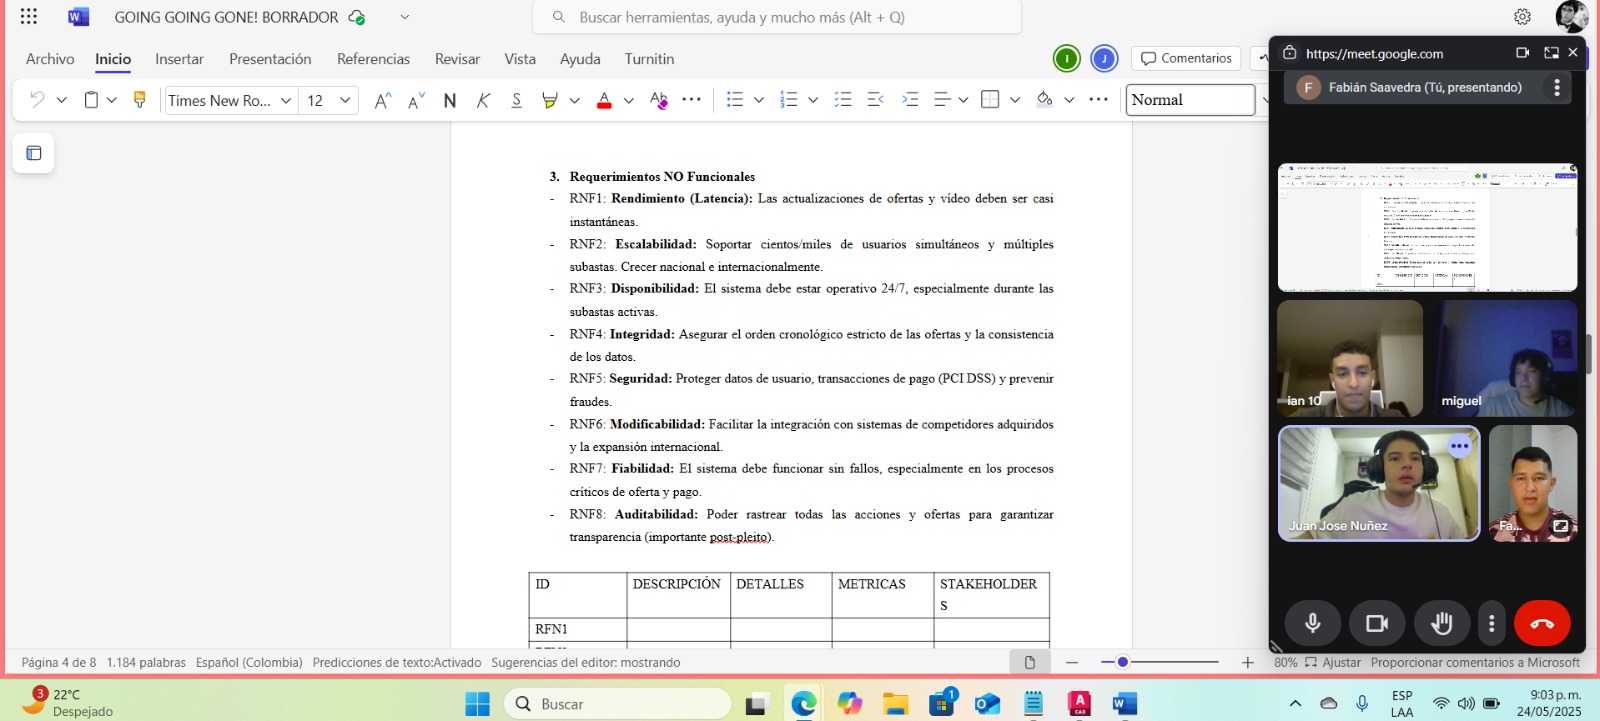 GOING GOING GONE! BORRADOR
Buscar herramientas, ayuda y mucho más (Alt + Q)
Archivo Inicio Insertar Presentación Referencias Revisar Vista Ayuda Turnitin
I J Comentarios
Times New Ro... 12 N K S Normal
3. Requerimientos NO Funcionales
- RNF1: Rendimiento (Latencia): Las actualizaciones de ofertas y vídeo deben ser casi
instantáneas.
- RNF2: Escalabilidad: Soportar cientos/miles de usuarios simultáneos y múltiples
subastas. Crecer nacional e internacionalmente.
- RNF3: Disponibilidad: El sistema debe estar operativo 24/7, especialmente durante las
subastas activas.
- RNF4: Integridad: Asegurar el orden cronológico estricto de las ofertas y la consistencia
de los datos.
- RNF5: Seguridad: Proteger datos de usuario, transacciones de pago (PCI DSS) y prevenir
fraudes.
- RNF6: Modificabilidad: Facilitar la integración con sistemas de competidores adquiridos
y la expansión internacional.
- RNF7: Fiabilidad: El sistema debe funcionar sin fallos, especialmente en los procesos
críticos de oferta y pago.
- RNF8: Auditabilidad: Poder rastrear todas las acciones y ofertas para garantizar
transparencia (importante post-pleito).
ID DESCRIPCIÓN DETALLES METRICAS STAKEHOLDER
S
RFN1
https://meet.google.com
F Fabián Saavedra (Tú, presentando)
ian 10 miguel
Juan Jose Nuñez Fa...
Página 4 de 8 1.184 palabras Español (Colombia) Predicciones de texto:Activado Sugerencias del editor: mostrando 80% Ajustar Proporcionar comentarios a Microsoft
3 22°C
Despejado
Buscar
1
ESP
LAA
9:03 p. m.
24/05/2025